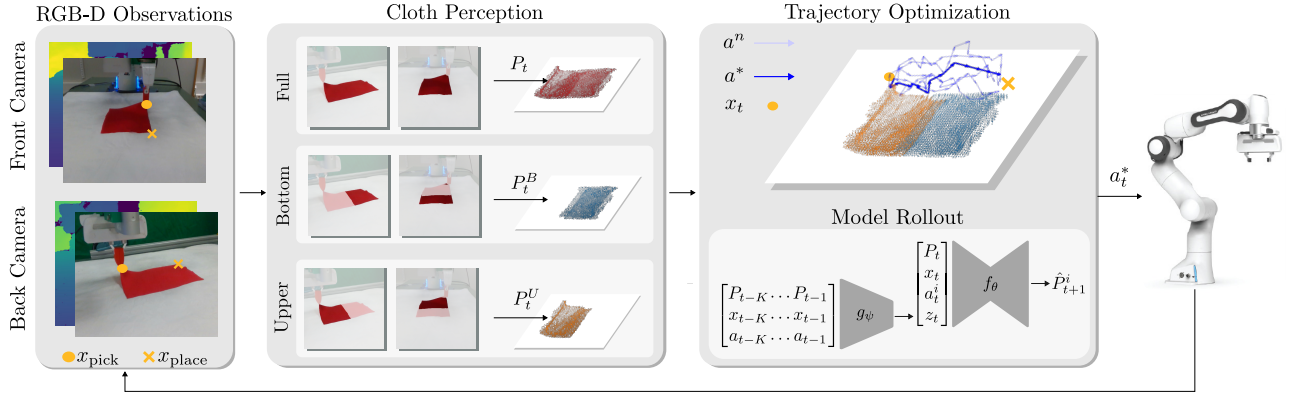 RGB-D Observations
Front Camera
Back Camera
x_pick
x_place
Cloth Perception
Full
P_t
Bottom
P_t^B
Upper
P_t^U
Trajectory Optimization
a^n
a^*
x_t
Model Rollout
P_{t-K} ... P_{t-1}
x_{t-K} ... x_{t-1}
a_{t-K} ... a_{t-1}
g_ψ
P_t
x_t
a_t^i
z_t
f_θ
P̂_{t+1}^i
a_t^*